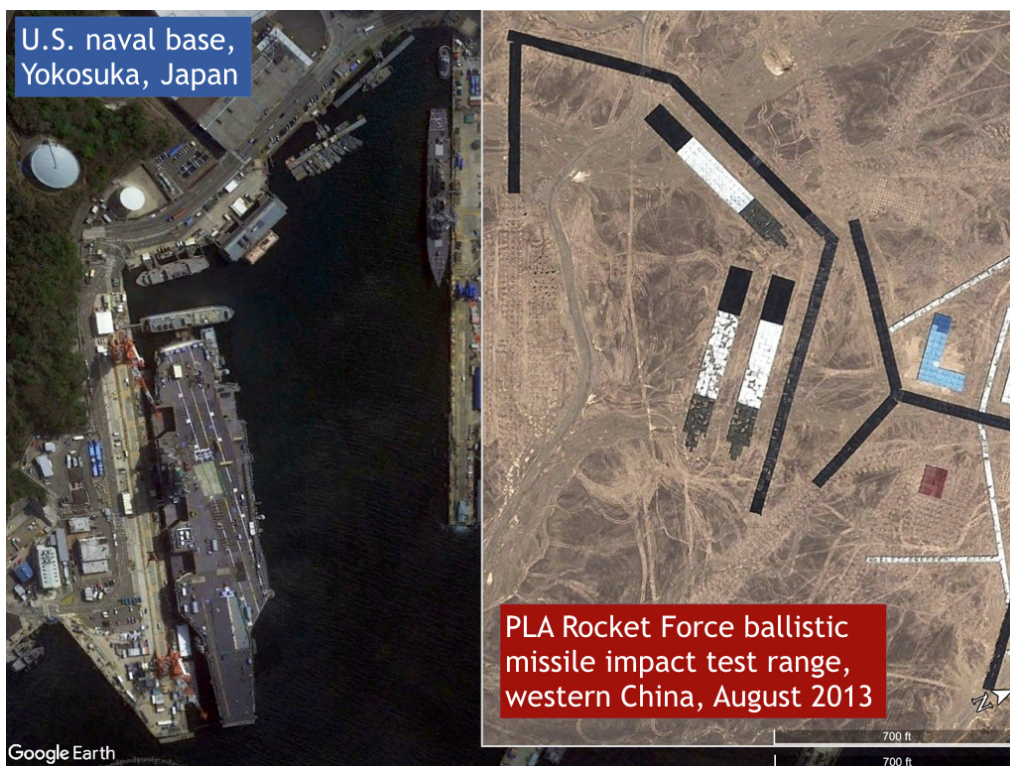 U.S. naval base,
Yokosuka, Japan
PLA Rocket Force ballistic
missile impact test range,
western China, August 2013
N
700 ft
Google Earth
700 ft